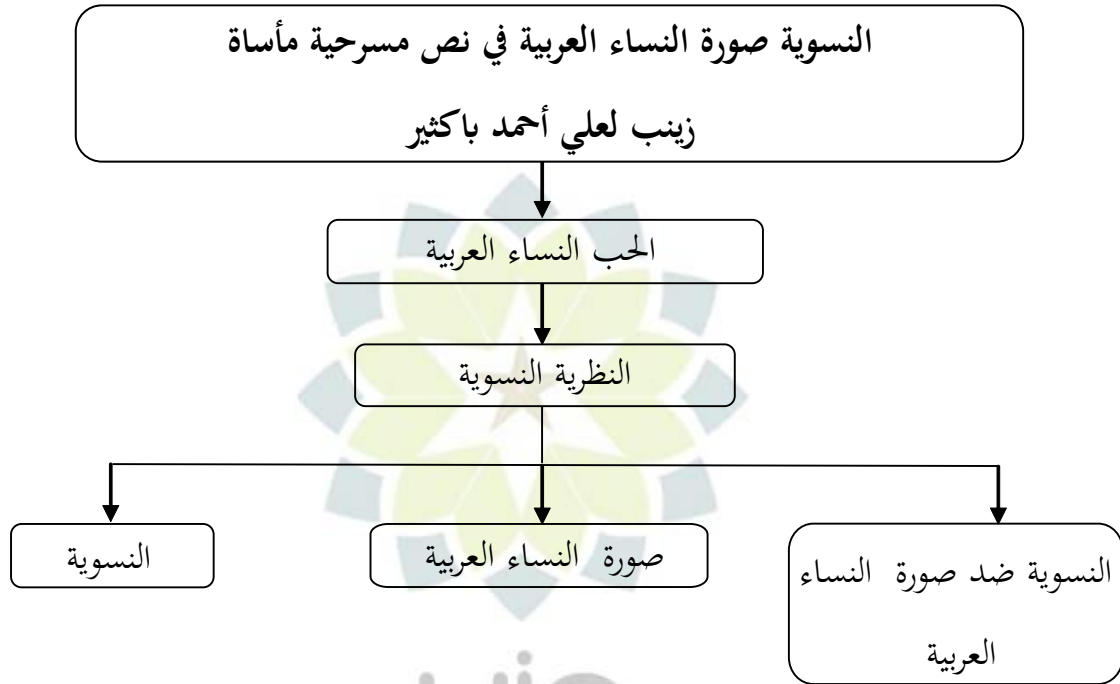 النسوية صورة النساء العربية في نص مسرحية مأساة
زينب لعلي أحمد باكثير
الحب النساء العربية
النظرية النسوية
النسوية ضد صورة النساء
العربية
صورة النساء العربية
النسوية